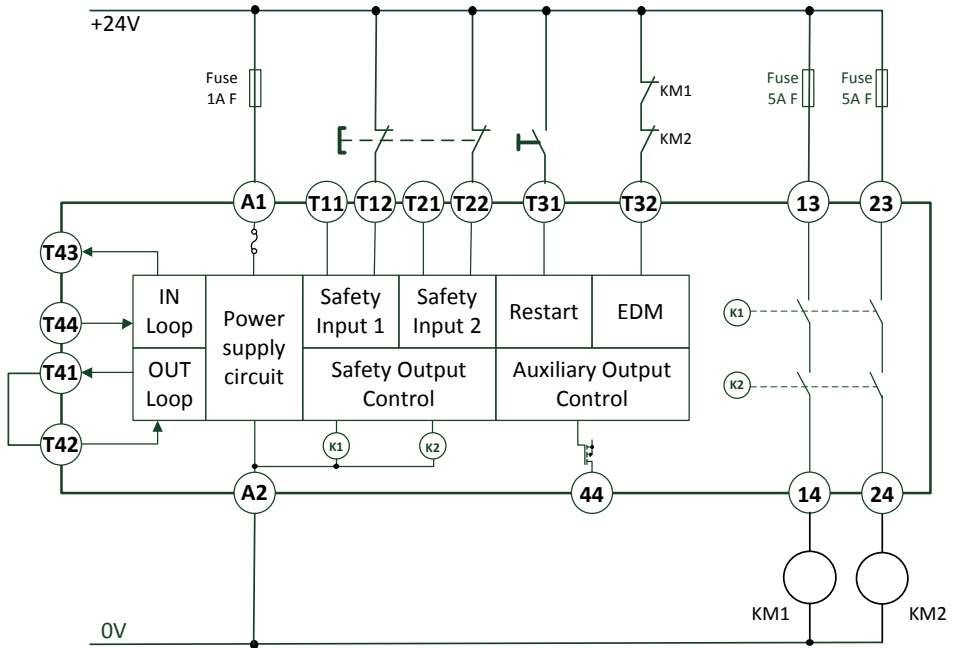 +24V
Fuse
1A F
KM1
Fuse
5A F
Fuse
5A F
KM2
A1
T11
T12
T21
T22
T31
T32
13
23
T43
IN
Loop
Power
supply
circuit
Safety
Input 1
Safety
Input 2
Restart
EDM
K1
T44
T41
OUT
Loop
Safety Output
Control
Auxiliary Output
Control
K2
T42
K1
K2
A2
44
14
24
KM1
KM2
0V